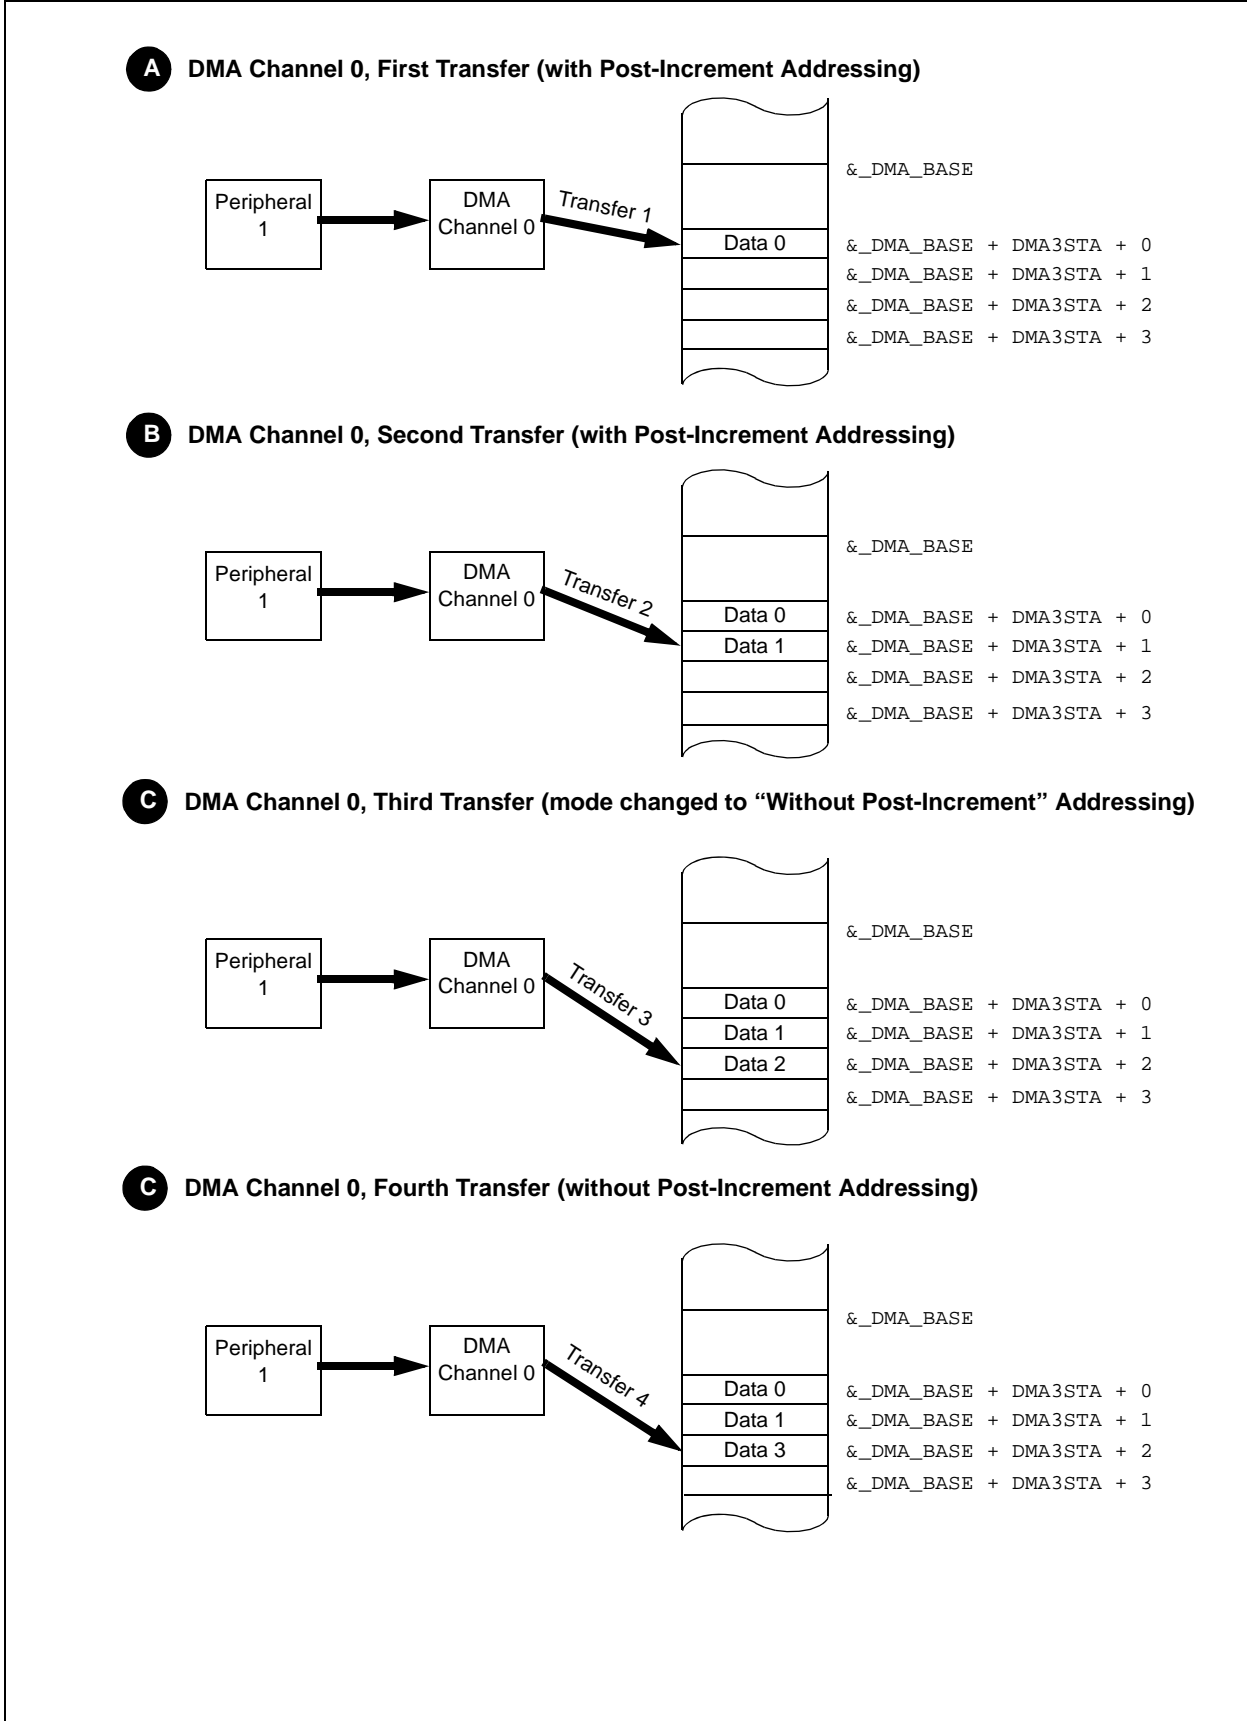 A DMA Channel 0, First Transfer (with Post-Increment Addressing)
&_DMA_BASE
Peripheral
1
DMA
Channel 0
Transfer 1
Data 0
&_DMA_BASE + DMA3STA + 0
&_DMA_BASE + DMA3STA + 1
&_DMA_BASE + DMA3STA + 2
&_DMA_BASE + DMA3STA + 3
B DMA Channel 0, Second Transfer (with Post-Increment Addressing)
&_DMA_BASE
Peripheral
1
DMA
Channel 0
Transfer 2
Data 0
&_DMA_BASE + DMA3STA + 0
Data 1
&_DMA_BASE + DMA3STA + 1
&_DMA_BASE + DMA3STA + 2
&_DMA_BASE + DMA3STA + 3
C DMA Channel 0, Third Transfer (mode changed to “Without Post-Increment” Addressing)
&_DMA_BASE
Peripheral
1
DMA
Channel 0
Transfer 3
Data 0
&_DMA_BASE + DMA3STA + 0
Data 1
&_DMA_BASE + DMA3STA + 1
Data 2
&_DMA_BASE + DMA3STA + 2
&_DMA_BASE + DMA3STA + 3
C DMA Channel 0, Fourth Transfer (without Post-Increment Addressing)
&_DMA_BASE
Peripheral
1
DMA
Channel 0
Transfer 4
Data 0
&_DMA_BASE + DMA3STA + 0
Data 1
&_DMA_BASE + DMA3STA + 1
Data 3
&_DMA_BASE + DMA3STA + 2
&_DMA_BASE + DMA3STA + 3